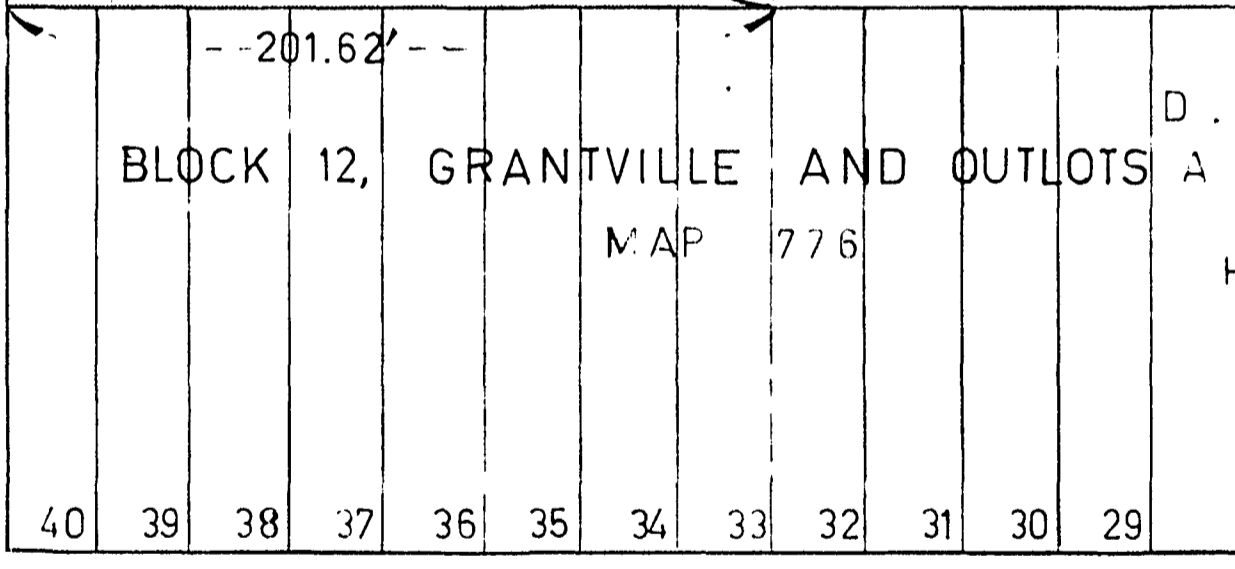 --201.62'--
D.
BLOCK 12, GRANTVILLE AND OUTLOTS A
MAP 776
H
40 39 38 37 36 35 34 33 32 31 30 29